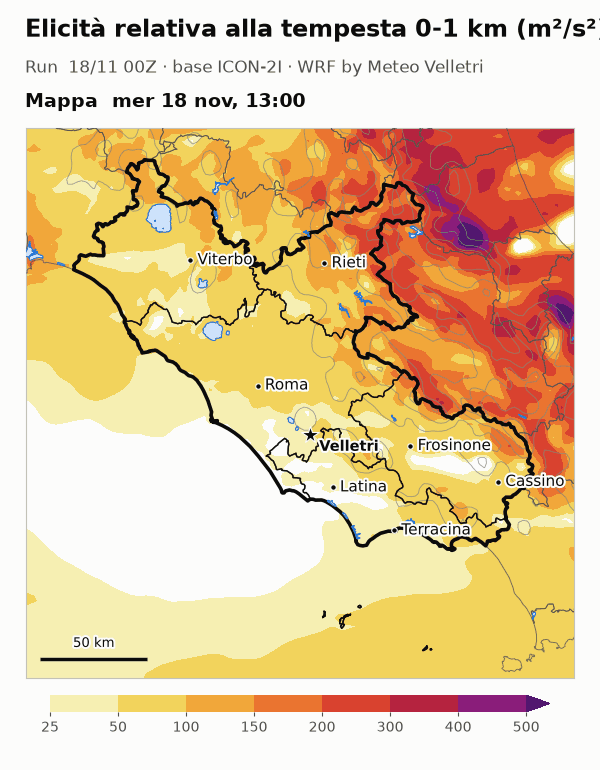 Elicità relativa alla tempesta 0-1 km (m²/s²)
Run 18/11 00Z · base ICON-2I · WRF by Meteo Velletri
Mappa mer 18 nov, 13:00
Viterbo
Rieti
Roma
Velletri
Frosinone
Latina
Cassino
Terracina
50 km
25 50 100 150 200 300 400 500